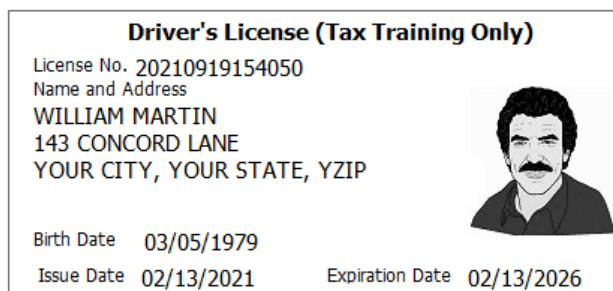 Driver's License (Tax Training Only)
License No. 20210919154050
Name and Address
WILLIAM MARTIN
143 CONCORD LANE
YOUR CITY, YOUR STATE, YZIP
Birth Date 03/05/1979
Issue Date 02/13/2021 Expiration Date 02/13/2026